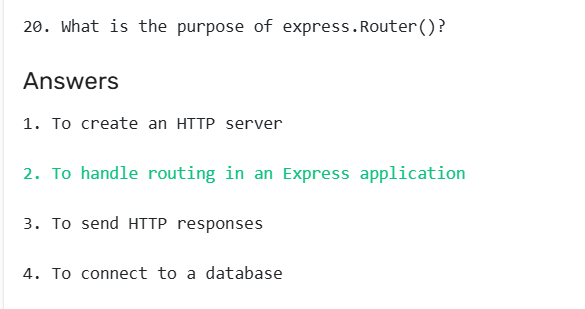 20. What is the purpose of express.Router()?
Answers
1. To create an HTTP server
2. To handle routing in an Express application
3. To send HTTP responses
4. To connect to a database